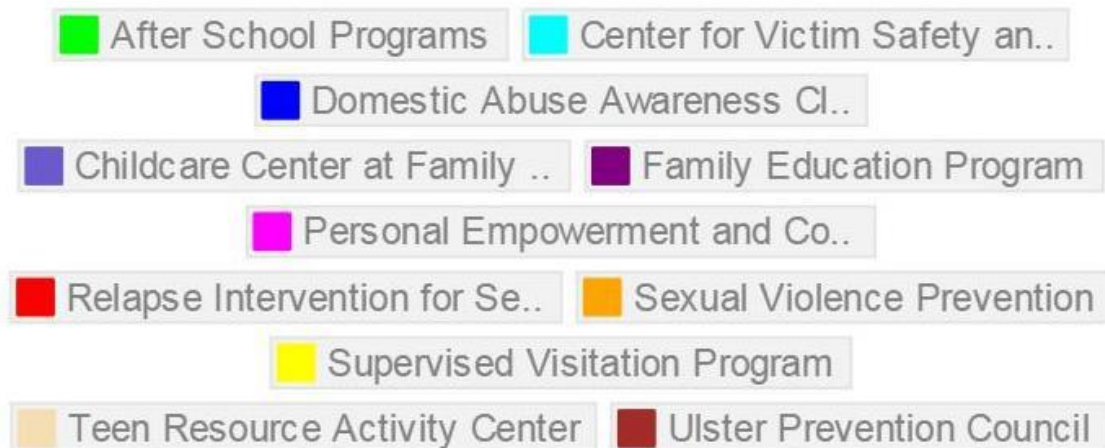 After School Programs Center for Victim Safety an..
Domestic Abuse Awareness Cl..
Childcare Center at Family .. Family Education Program
Personal Empowerment and Co..
Relapse Intervention for Se.. Sexual Violence Prevention
Supervised Visitation Program
Teen Resource Activity Center Ulster Prevention Council